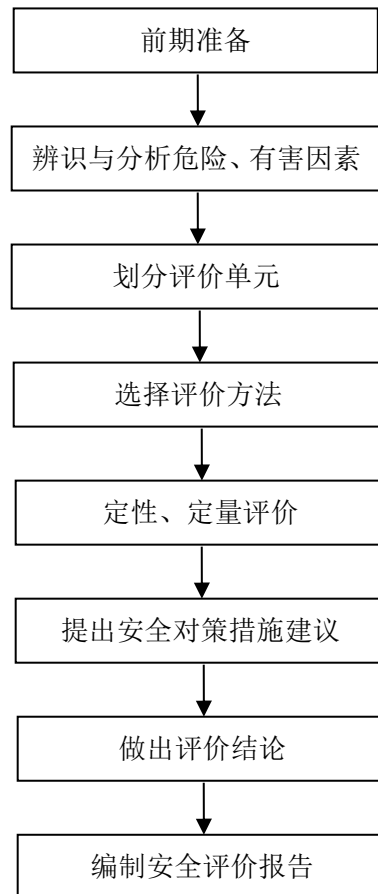 前期准备
辨识与分析危险、有害因素
划分评价单元
选择评价方法
定性、定量评价
提出安全对策措施建议
做出评价结论
编制安全评价报告